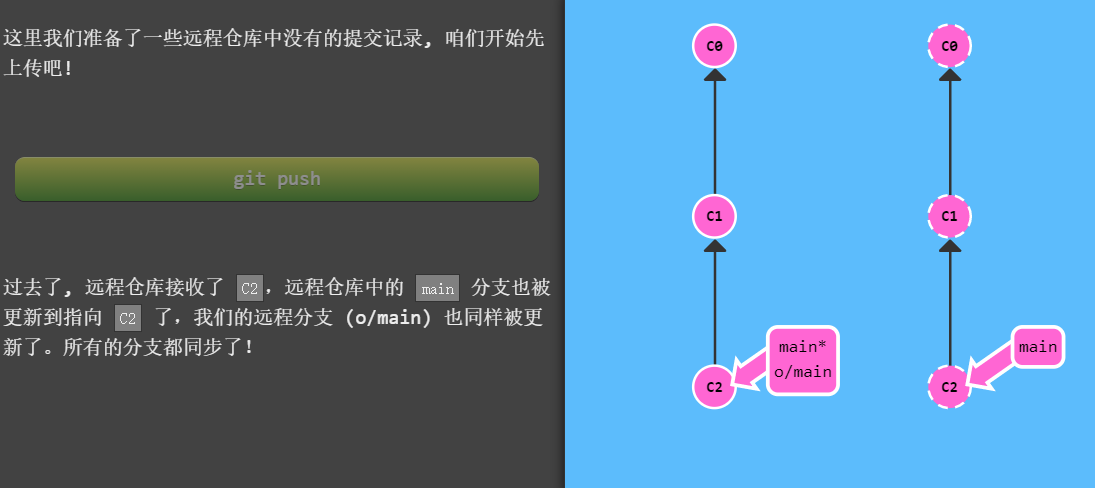 这里我们准备了一些远程仓库中没有的提交记录, 咱们开始先
上传吧!
git push
过去了, 远程仓库接收了 C2，远程仓库中的 main 分支也被
更新到指向 C2 了，我们的远程分支 (o/main) 也同样被更
新了。所有的分支都同步了!
C0
C1
main*
o/main
C2
C0
C1
main
C2